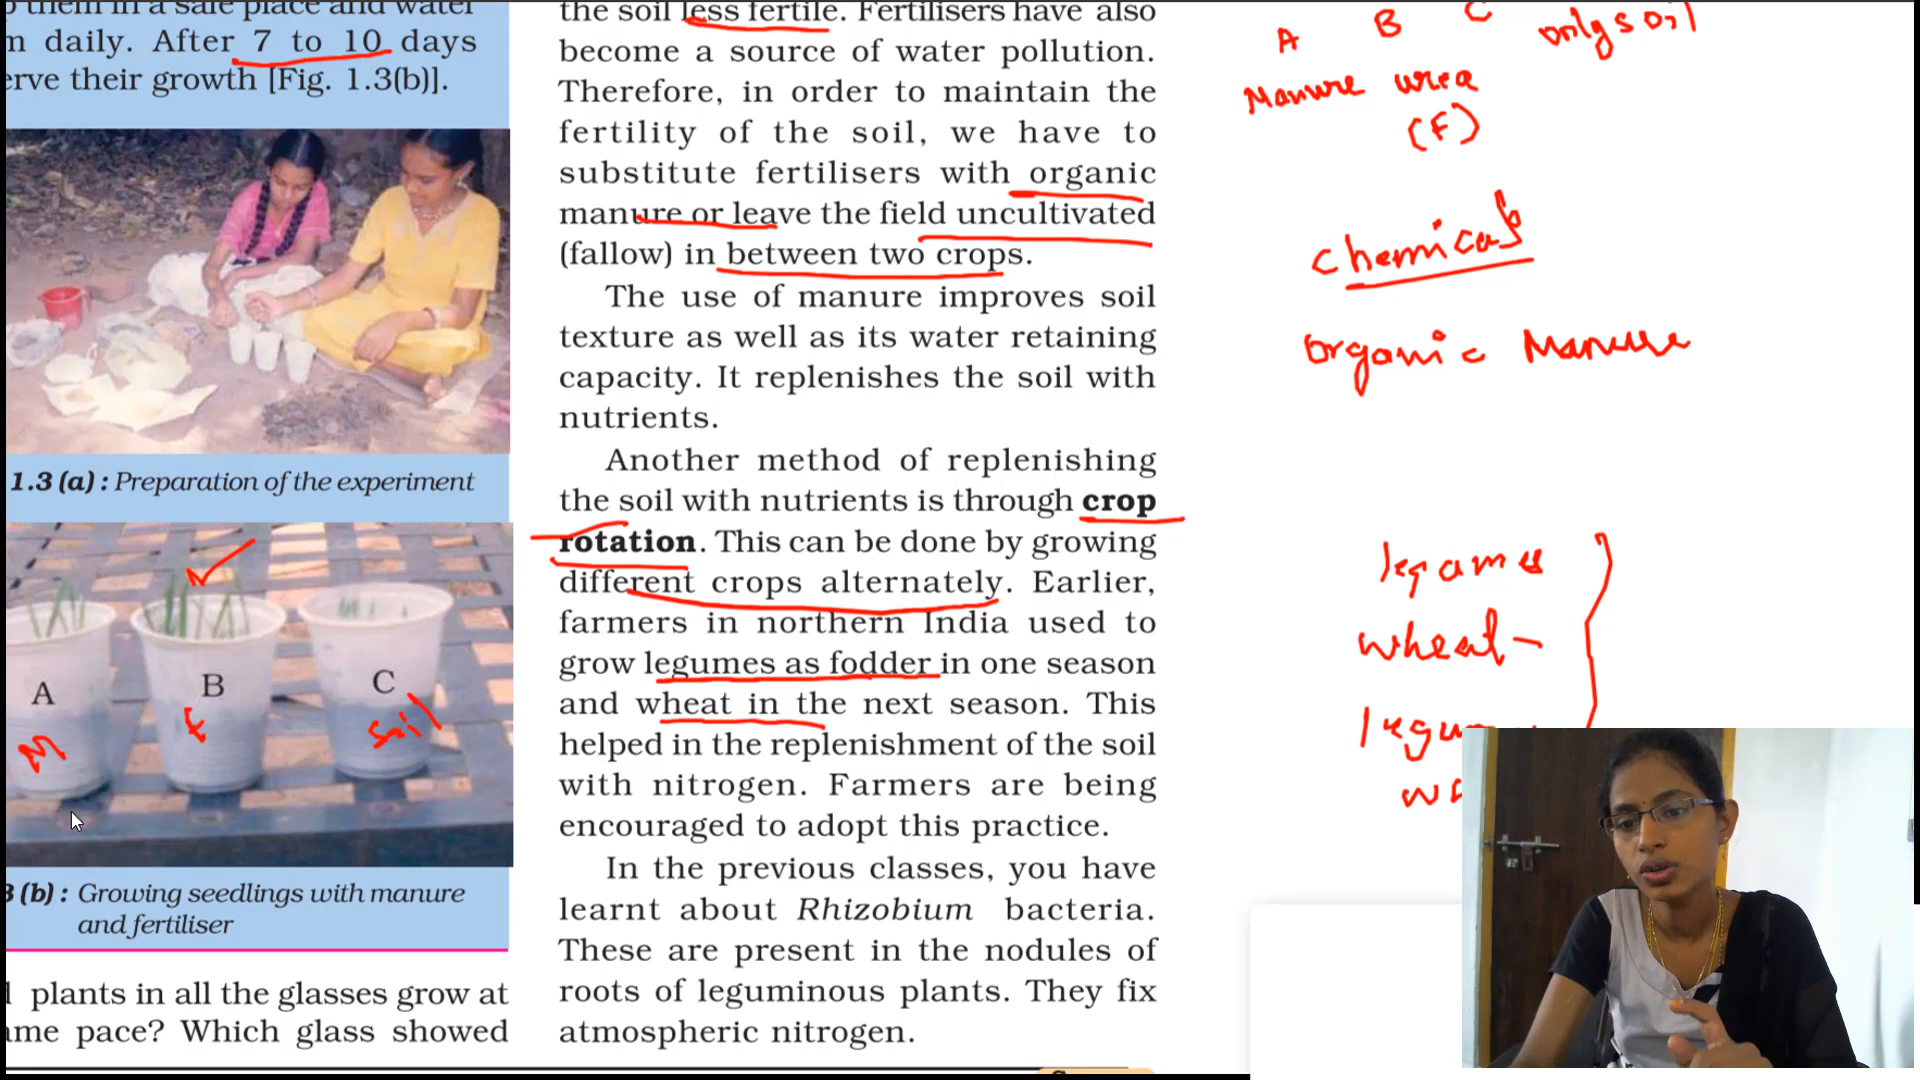 them in a safe place and water
m daily. After 7 to 10 days
erve their growth [Fig. 1.3(b)].
1.3 (a) : Preparation of the experiment
A
B
C
M
F
Soil
3 (b) : Growing seedlings with manure
and fertiliser
plants in all the glasses grow at
ame pace? Which glass showed
the soil less fertile. Fertilisers have also
become a source of water pollution.
Therefore, in order to maintain the
fertility of the soil, we have to
substitute fertilisers with organic
manure or leave the field uncultivated
(fallow) in between two crops.
The use of manure improves soil
texture as well as its water retaining
capacity. It replenishes the soil with
nutrients.
Another method of replenishing
the soil with nutrients is through crop
rotation. This can be done by growing
different crops alternately. Earlier,
farmers in northern India used to
grow legumes as fodder in one season
and wheat in the next season. This
helped in the replenishment of the soil
with nitrogen. Farmers are being
encouraged to adopt this practice.
In the previous classes, you have
learnt about Rhizobium bacteria.
These are present in the nodules of
roots of leguminous plants. They fix
atmospheric nitrogen.
A B C only soil
Manure urea
(F)
chemicals
organic Manure
legames
wheat
legum